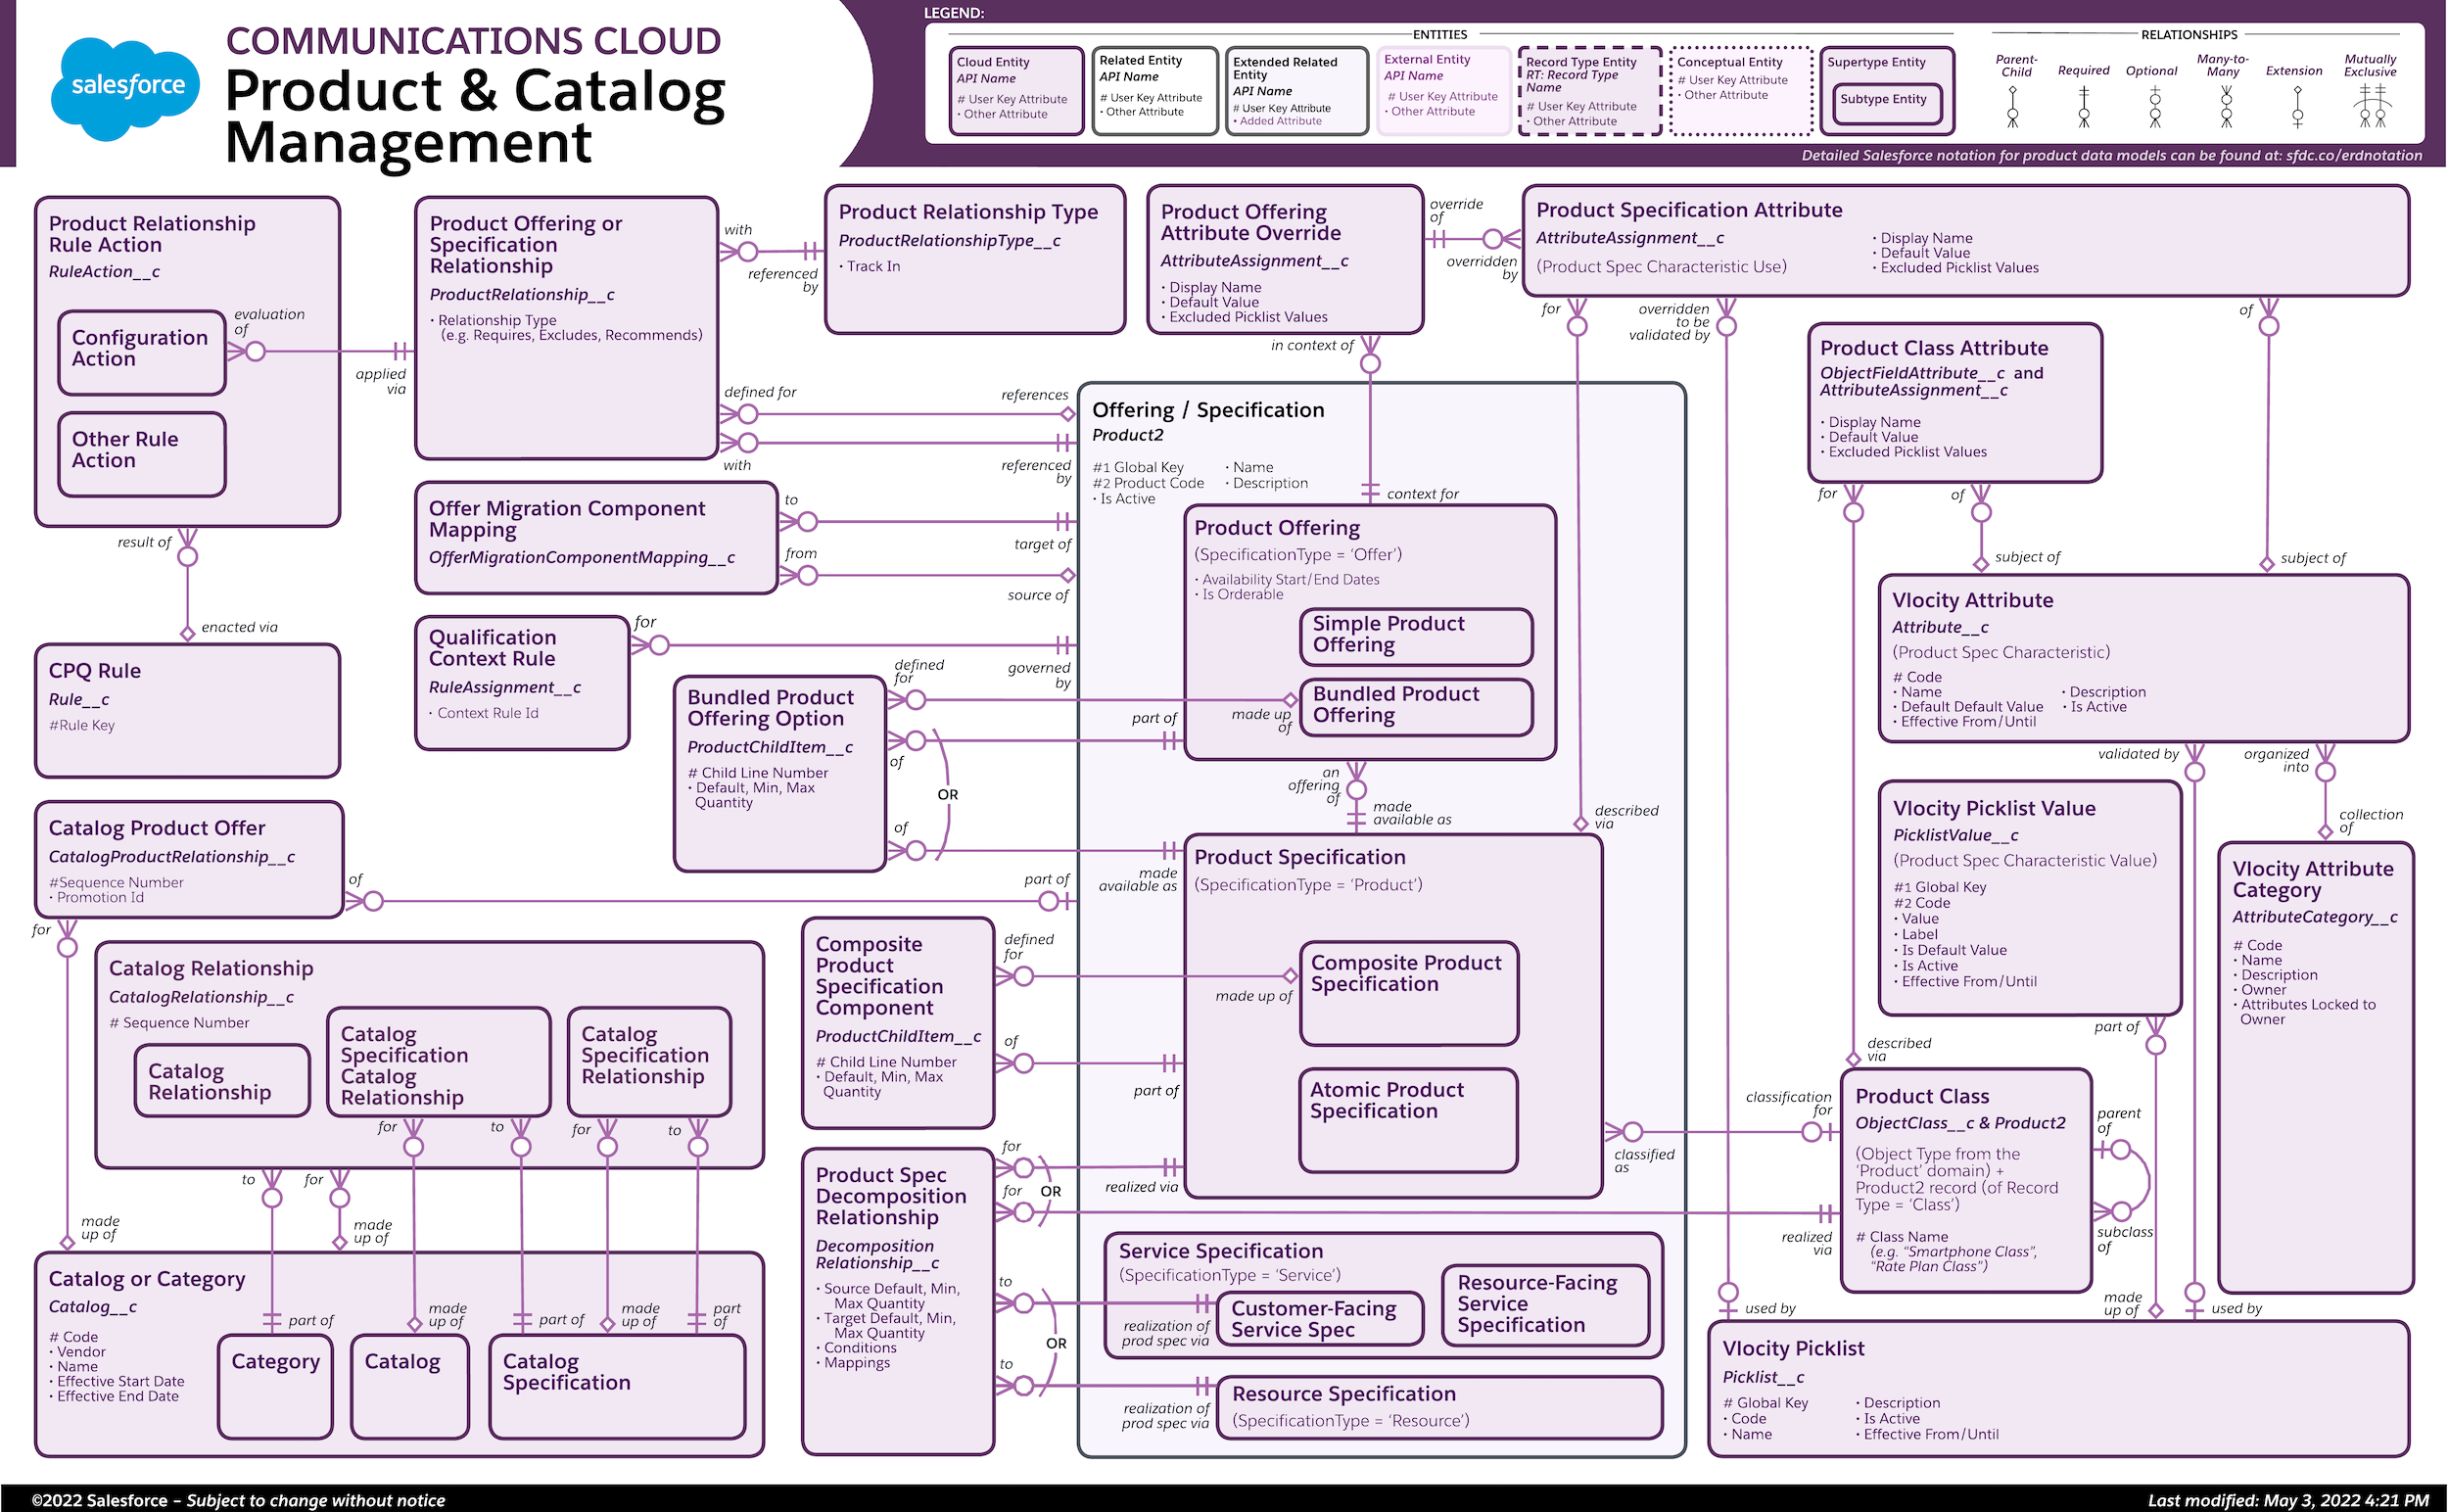 salesforce
COMMUNICATIONS CLOUD
Product & Catalog
Management
LEGEND:
ENTITIES
Cloud Entity
API Name
# User Key Attribute
• Other Attribute
Related Entity
API Name
# User Key Attribute
• Other Attribute
Extended Related
Entity
API Name
# User Key Attribute
• Added Attribute
External Entity
API Name
# User Key Attribute
• Other Attribute
Record Type Entity
RT: Record Type
Name
# User Key Attribute
• Other Attribute
Conceptual Entity
# User Key Attribute
• Other Attribute
Supertype Entity
Subtype Entity
RELATIONSHIPS
Parent-
Child
Required
Optional
Many-to-
Many
Extension
Mutually
Exclusive
Detailed Salesforce notation for product data models can be found at: sfdc.co/erdnotation
Product Relationship
Rule Action
RuleAction__c
Configuration
Action
Other Rule
Action
evaluation
of
applied
via
Product Offering or
Specification
Relationship
ProductRelationship__c
• Relationship Type
(e.g. Requires, Excludes, Recommends)
with
referenced
by
Product Relationship Type
ProductRelationshipType__c
• Track In
Product Offering
Attribute Override
AttributeAssignment__c
• Display Name
• Default Value
• Excluded Picklist Values
override
of
overridden
by
Product Specification Attribute
AttributeAssignment__c
(Product Spec Characteristic Use)
• Display Name
• Default Value
• Excluded Picklist Values
in context of
for
overridden
to be
validated by
of
Product Class Attribute
ObjectFieldAttribute__c and
AttributeAssignment__c
• Display Name
• Default Value
• Excluded Picklist Values
for
of
subject of
subject of
defined for
references
with
referenced
by
Offering / Specification
Product2
#1 Global Key
#2 Product Code
• Is Active
• Name
• Description
context for
Offer Migration Component
Mapping
OfferMigrationComponentMapping__c
to
target of
from
source of
result of
enacted via
CPQ Rule
Rule__c
#Rule Key
Qualification
Context Rule
RuleAssignment__c
• Context Rule Id
for
governed
by
Product Offering
(SpecificationType = ‘Offer’)
• Availability Start/End Dates
• Is Orderable
Simple Product
Offering
Bundled Product
Offering
Bundled Product
Offering Option
ProductChildItem__c
# Child Line Number
• Default, Min, Max
Quantity
defined
for
made up
of
of
part of
OR
of
made
available as
an
offering
of
made
available as
described
via
Vlocity Attribute
Attribute__c
(Product Spec Characteristic)
# Code
• Name
• Default Default Value
• Effective From/Until
• Description
• Is Active
validated by
organized
into
collection
of
Vlocity Picklist Value
PicklistValue__c
(Product Spec Characteristic Value)
#1 Global Key
#2 Code
• Value
• Label
• Is Default Value
• Is Active
• Effective From/Until
part of
Vlocity Attribute
Category
AttributeCategory__c
# Code
• Name
• Description
• Owner
• Attributes Locked to
Owner
Catalog Product Offer
CatalogProductRelationship__c
#Sequence Number
• Promotion Id
of
part of
for
made
up of
Catalog Relationship
CatalogRelationship__c
# Sequence Number
Catalog
Relationship
Catalog
Specification
Catalog
Relationship
Catalog
Specification
Relationship
for
to
for
to
to
for
made
up of
Catalog or Category
Catalog__c
# Code
• Vendor
• Name
• Effective Start Date
• Effective End Date
part of
made
up of
part of
made
up of
part
of
Category
Catalog
Catalog
Specification
Product Specification
(SpecificationType = ‘Product’)
Composite Product
Specification
Atomic Product
Specification
Composite
Product
Specification
Component
ProductChildItem__c
# Child Line Number
• Default, Min, Max
Quantity
defined
for
made up of
of
part of
Product Spec
Decomposition
Relationship
Decomposition
Relationship__c
• Source Default, Min,
Max Quantity
• Target Default, Min,
Max Quantity
• Conditions
• Mappings
for
for
OR
realized via
to
to
OR
realization of
prod spec via
realization of
prod spec via
Service Specification
(SpecificationType = ‘Service’)
Customer-Facing
Service Spec
Resource-Facing
Service
Specification
Resource Specification
(SpecificationType = ‘Resource’)
classified
as
classification
for
realized
via
described
via
Product Class
ObjectClass__c & Product2
(Object Type from the
‘Product’ domain) +
Product2 record (of Record
Type = ‘Class’)
# Class Name
(e.g. “Smartphone Class”,
“Rate Plan Class”)
parent
of
subclass
of
made
up of
used by
used by
Vlocity Picklist
Picklist__c
# Global Key
• Code
• Name
• Description
• Is Active
• Effective From/Until
©2022 Salesforce – Subject to change without notice
Last modified: May 3, 2022 4:21 PM